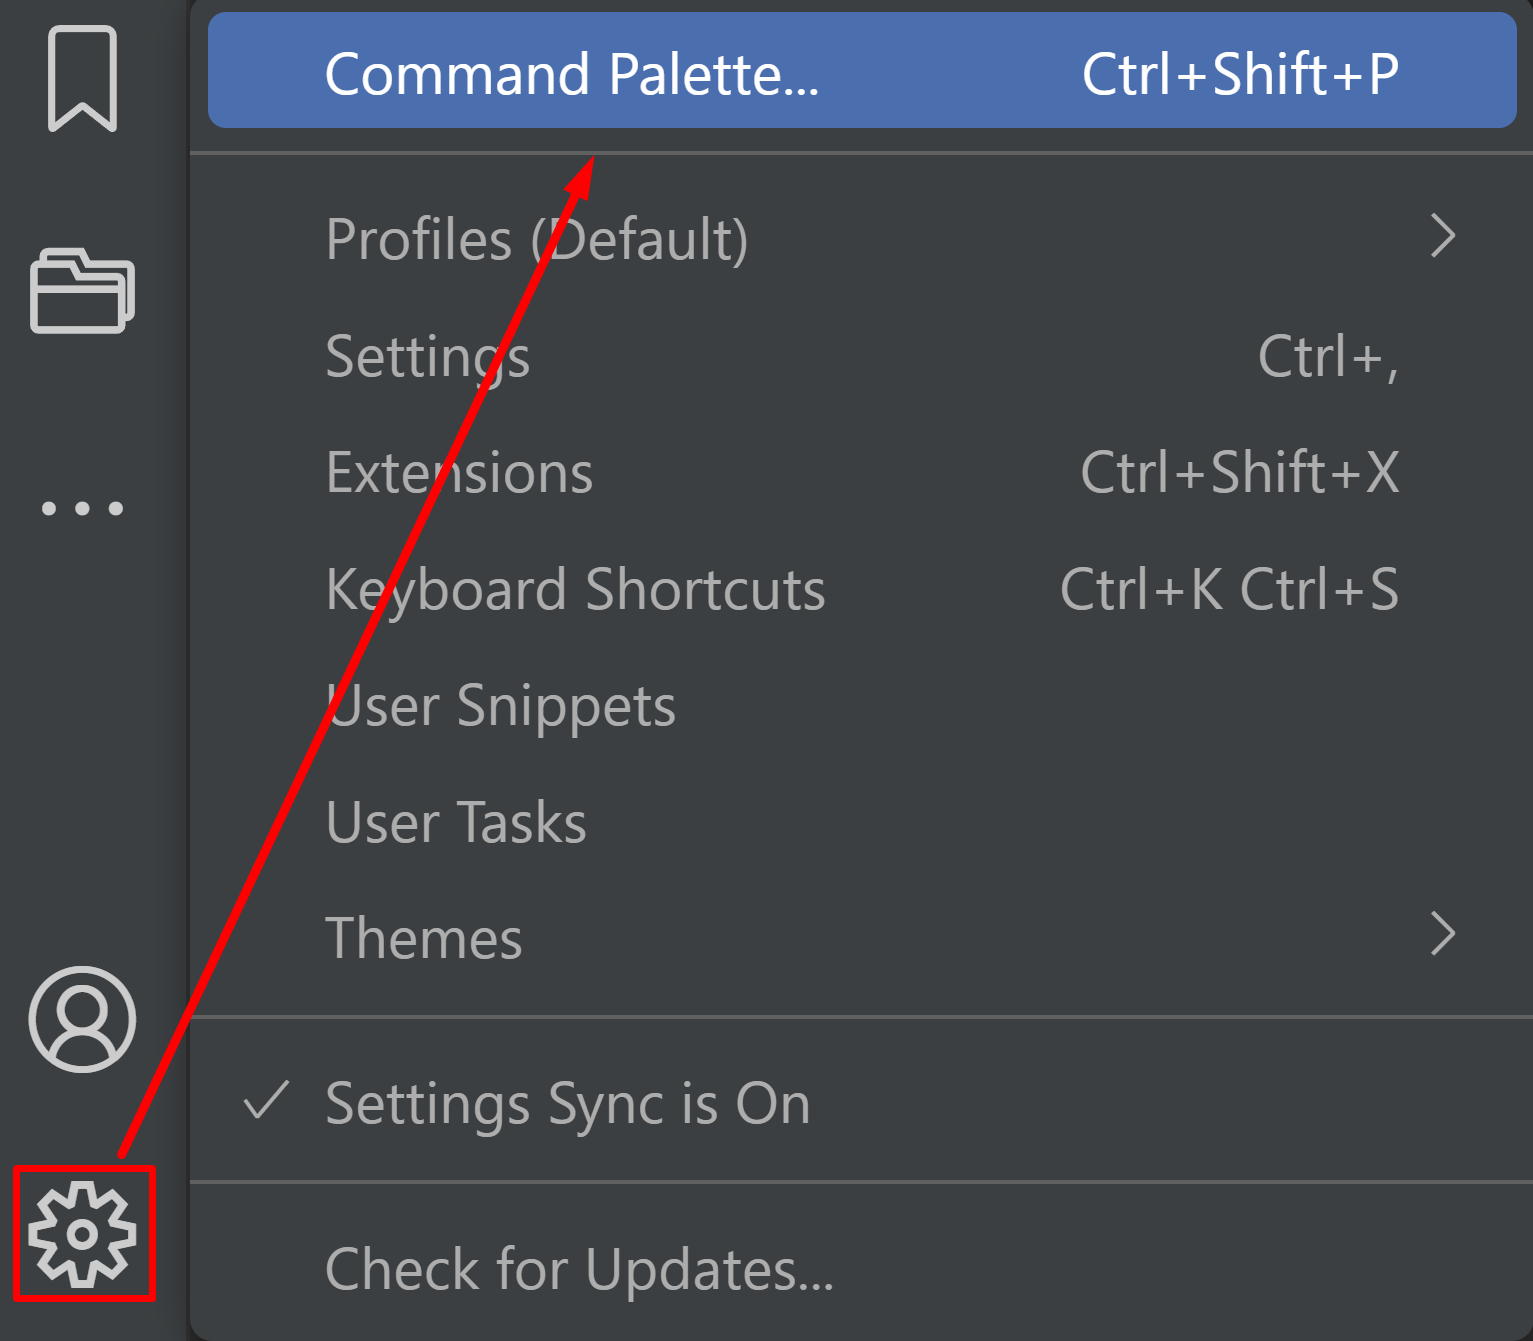 Command Palette... Ctrl+Shift+P
Profiles (Default)
Settings Ctrl+,
Extensions Ctrl+Shift+X
Keyboard Shortcuts Ctrl+K Ctrl+S
User Snippets
User Tasks
Themes
Settings Sync is On
Check for Updates...